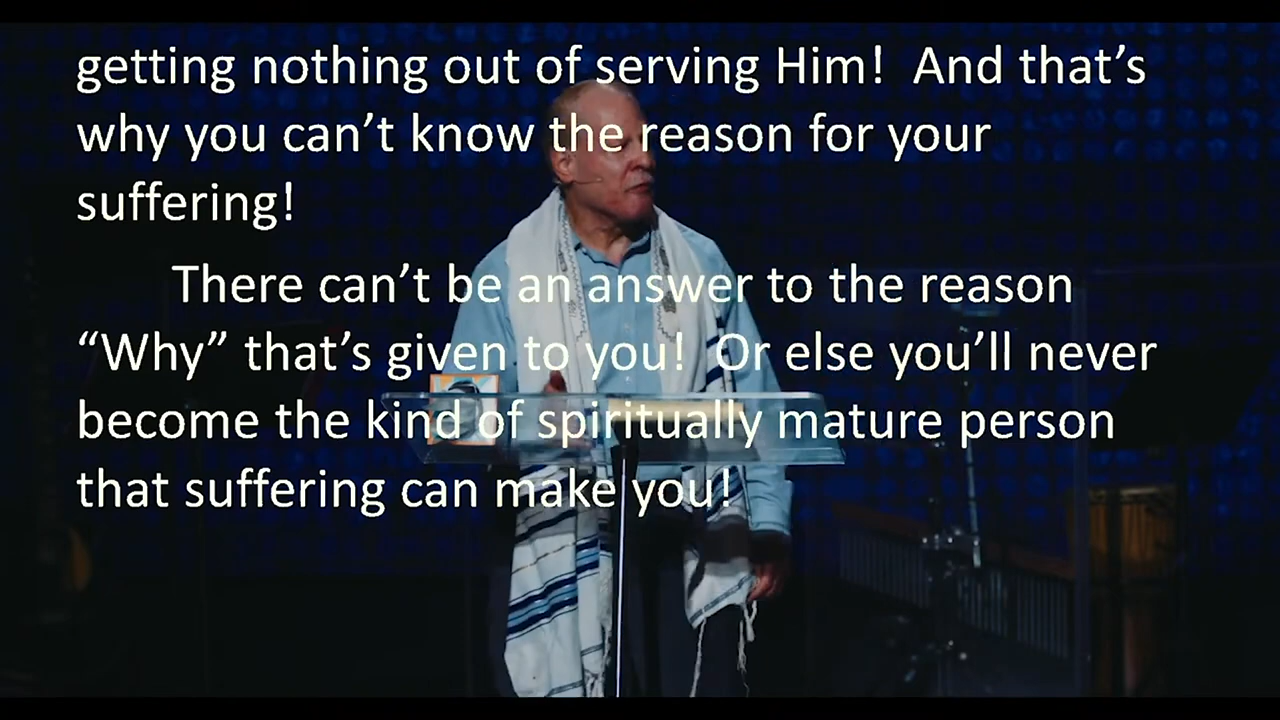 getting nothing out of serving Him!  And that’s
why you can’t know the reason for your
suffering!
There can’t be an answer to the reason
“Why” that’s given to you!  Or else you’ll never
become the kind of spiritually mature person
that suffering can make you!